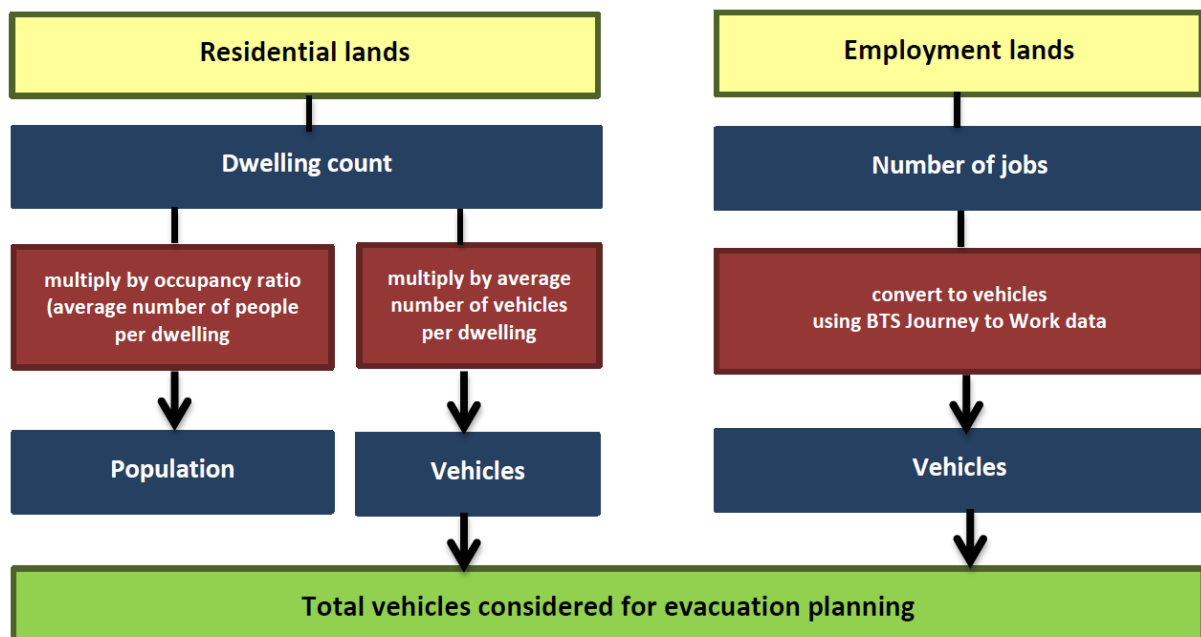 Residential lands
Employment lands
Dwelling count
Number of jobs
multiply by occupancy ratio
(average number of people
per dwelling
multiply by average
number of vehicles
per dwelling
convert to vehicles
using BTS Journey to Work data
Population
Vehicles
Vehicles
Total vehicles considered for evacuation planning